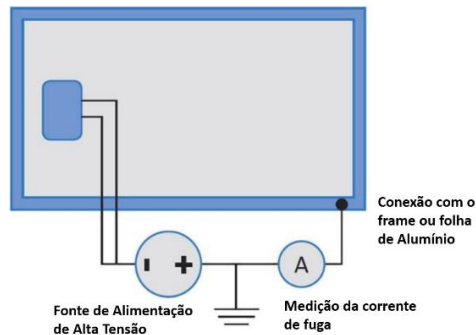 Conexão com o
frame ou folha
de Alumínio
- +
A
Fonte de Alimentação
de Alta Tensão
Medição da corrente
de fuga